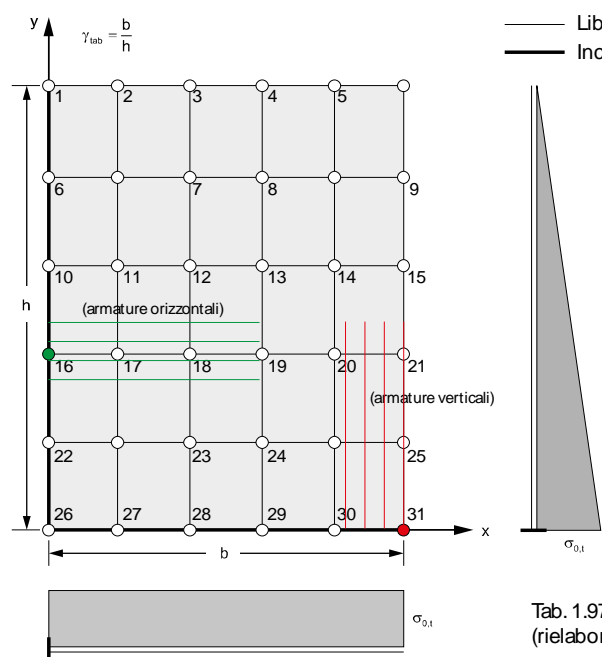 y
γtab = b/h
Lib
Inc
1 2 3 4 5
6 7 8 9
10 11 12 13 14 15
(armature orizzontali)
h
16 17 18 19 20 21
(armature verticali)
22 23 24 25
26 27 28 29 30 31
x
b
σ0,t
σ0,t
Tab. 1.97
(rielabor